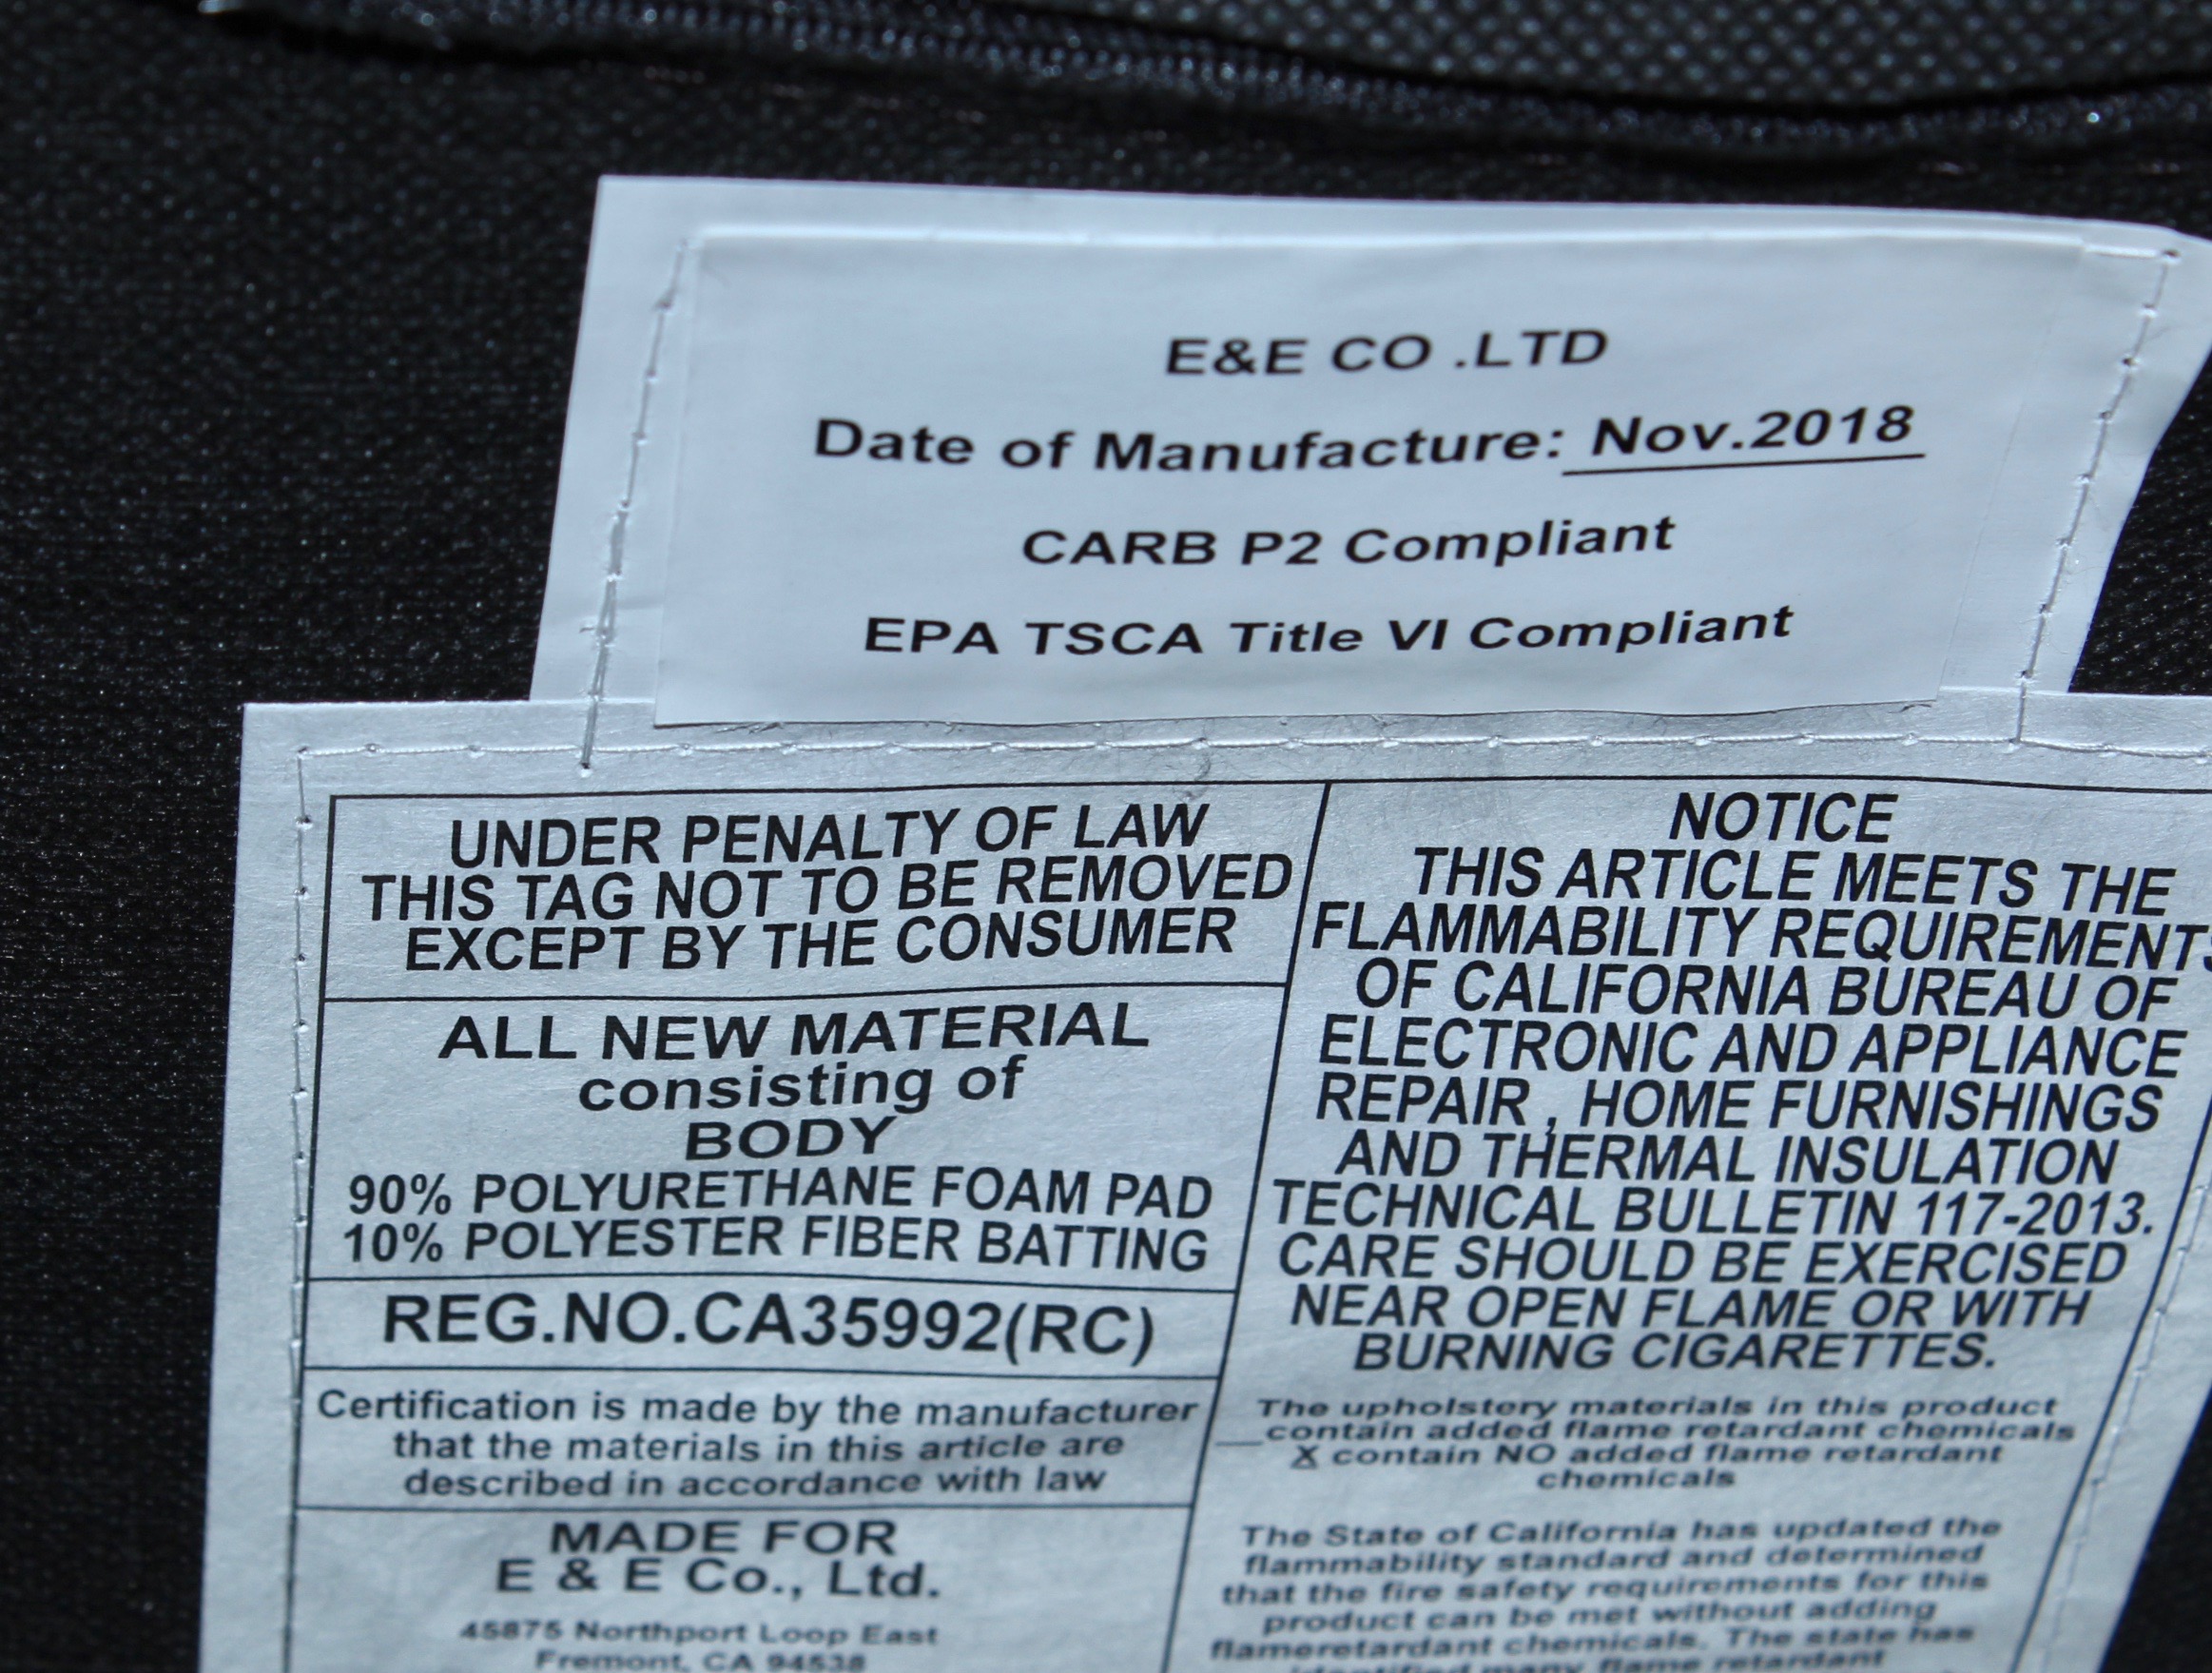 E&E CO .LTD
Date of Manufacture: Nov.2018
CARB P2 Compliant
EPA TSCA Title VI Compliant
UNDER PENALTY OF LAW
THIS TAG NOT TO BE REMOVED
EXCEPT BY THE CONSUMER
ALL NEW MATERIAL
consisting of
BODY
90% POLYURETHANE FOAM PAD
10% POLYESTER FIBER BATTING
REG.NO.CA35992(RC)
Certification is made by the manufacturer
that the materials in this article are
described in accordance with law
MADE FOR
E & E Co., Ltd.
45875 Northport Loop East
Fremont, CA 94538
NOTICE
THIS ARTICLE MEETS THE
FLAMMABILITY REQUIREMENTS
OF CALIFORNIA BUREAU OF
ELECTRONIC AND APPLIANCE
REPAIR , HOME FURNISHINGS
AND THERMAL INSULATION
TECHNICAL BULLETIN 117-2013.
CARE SHOULD BE EXERCISED
NEAR OPEN FLAME OR WITH
BURNING CIGARETTES.
The upholstery materials in this product
__contain added flame retardant chemicals
X contain NO added flame retardant
chemicals
The State of California has updated the
flammability standard and determined
that the fire safety requirements for this
product can be met without adding
flameretardant chemicals. The state has
identified many flame retardant